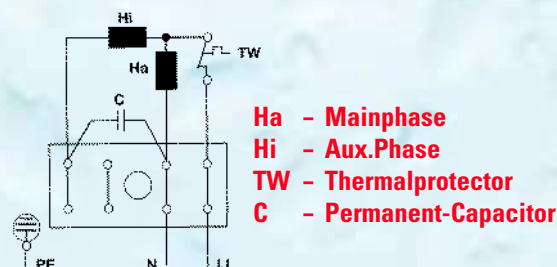 Hi
TW
Ha
C
Ha - Mainphase
Hi - Aux.Phase
TW - Thermalprotector
C - Permanent-Capacitor
PE N L1